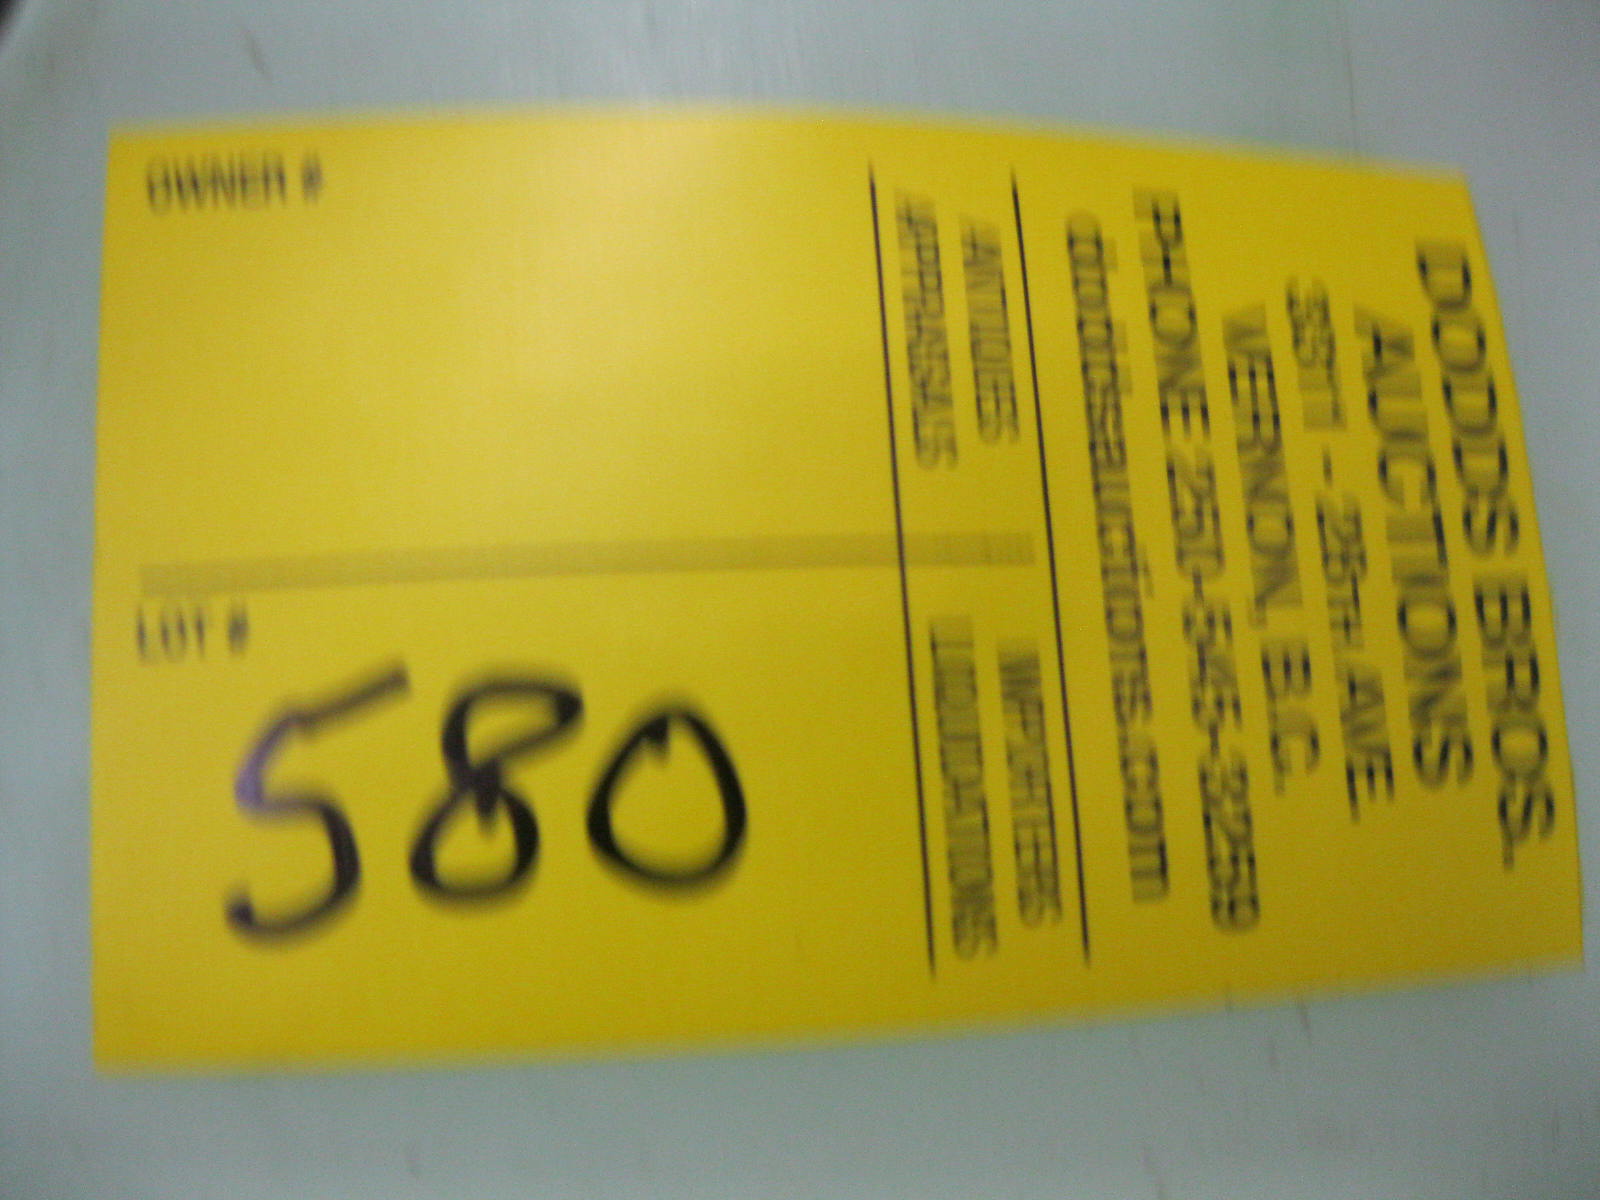 OWNER #
LOT #
580
DODDS BROS.
AUCTIONS
3311 - 28TH AVE.
VERNON, B.C.
PHONE 250-545-3259
doddsauctions.com
ANTIQUES
IMPORTERS
APPRAISALS
LIQUIDATIONS